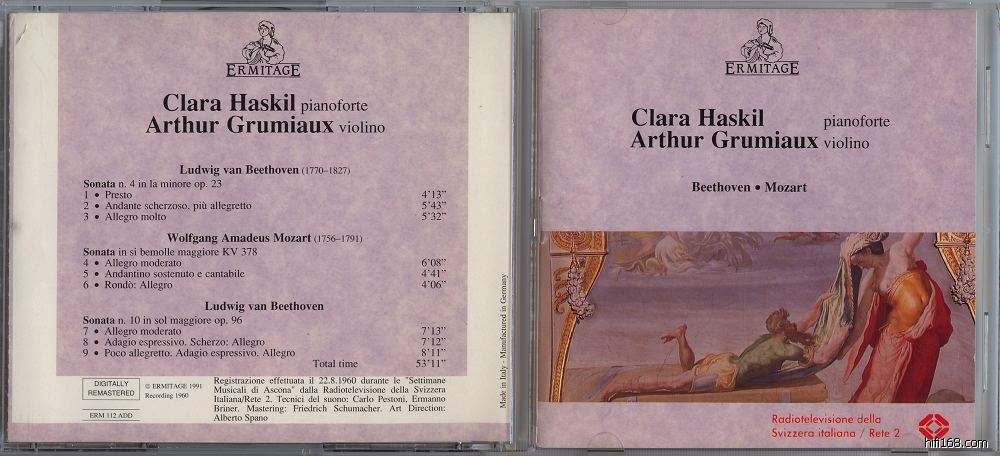 ERMITAGE
Clara Haskil pianoforte
Arthur Grumiaux violino
Ludwig van Beethoven (1770–1827)
Sonata n. 4 in la minore op. 23
1 • Presto 4'13"
2 • Andante scherzoso, più allegretto 5'43"
3 • Allegro molto 5'32"
Wolfgang Amadeus Mozart (1756–1791)
Sonata in si bemolle maggiore KV 378
4 • Allegro moderato 6'08"
5 • Andantino sostenuto e cantabile 4'41"
6 • Rondò: Allegro 4'06"
Ludwig van Beethoven
Sonata n. 10 in sol maggiore op. 96
7 • Allegro moderato 7'13"
8 • Adagio espressivo. Scherzo: Allegro 7'12"
9 • Poco allegretto. Adagio espressivo. Allegro 8'11"
Total time 53'11"
DIGITALLY
REMASTERED
ERM 112 ADD
© ERMITAGE 1991
Recording 1960
Registrazione effettuata il 22.8.1960 durante le "Settimane
Musicali di Ascona" dalla Radiotelevisione della Svizzera
Italiana/Rete 2. Tecnici del suono: Carlo Pestoni, Ermanno
Briner. Mastering: Friedrich Schumacher. Art Direction:
Alberto Spano
Made in Italy - Manufactured in Germany
ERMITAGE
Clara Haskil pianoforte
Arthur Grumiaux violino
Beethoven • Mozart
Radiotelevisione della
Svizzera italiana / Rete 2
hifi168.com